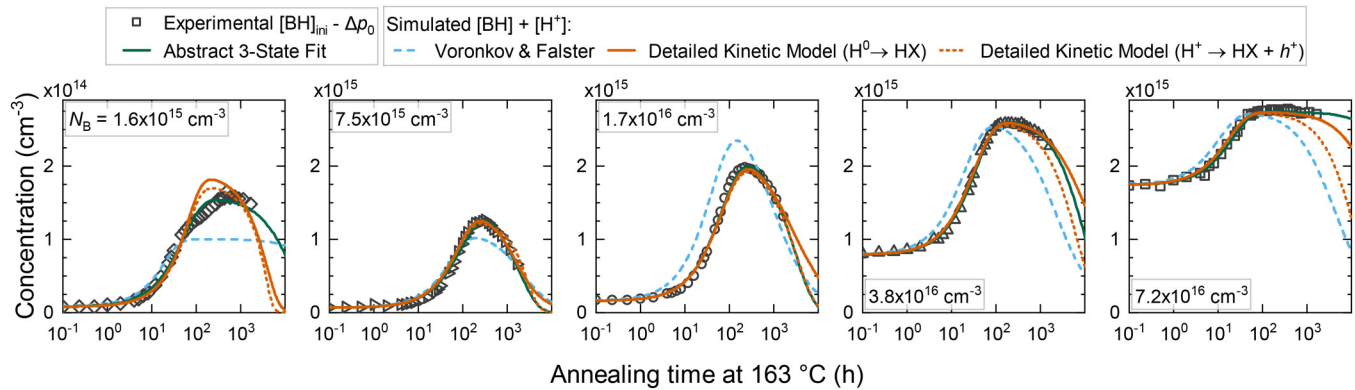 Experimental [BH]ini - Δp0
Abstract 3-State Fit
Simulated [BH] + [H+]:
Voronkov & Falster
Detailed Kinetic Model (H0→ HX)
Detailed Kinetic Model (H+ → HX + h+)
Concentration (cm-3)
x10^14
NB = 1.6x10^15 cm-3
2
1
0
10^-1 10^0 10^1 10^2 10^3
x10^15
7.5x10^15 cm-3
2
1
0
10^-1 10^0 10^1 10^2 10^3
x10^15
1.7x10^16 cm-3
2
1
0
10^-1 10^0 10^1 10^2 10^3
x10^15
2
1
0
3.8x10^16 cm-3
10^-1 10^0 10^1 10^2 10^3
x10^15
2
1
0
7.2x10^16 cm-3
10^-1 10^0 10^1 10^2 10^3
Annealing time at 163 °C (h)